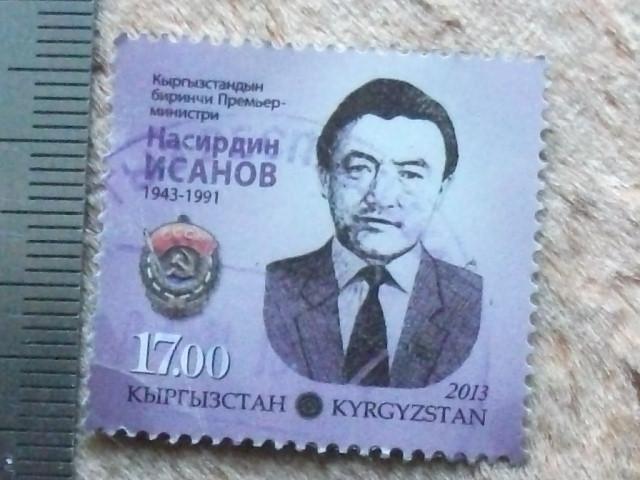 Кыргызстандын
биринчи Премьер-
министри
Насирдин
ИСАНОВ
1943-1991
17.00
2013
КЫРГЫЗСТАН KYRGYZSTAN